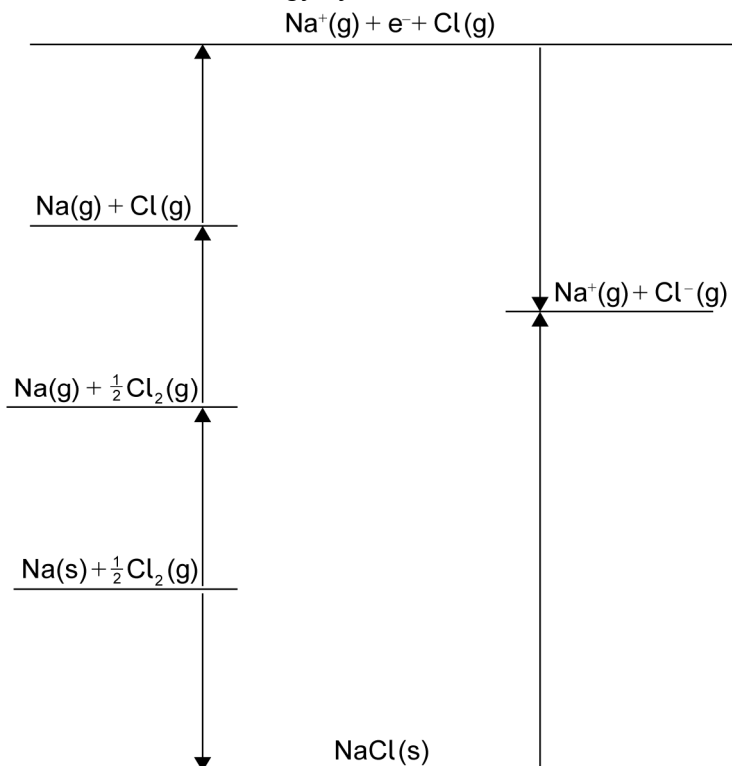 Na⁺(g) + e⁻ + Cl(g)
Na(g) + Cl(g)
Na⁺(g) + Cl⁻(g)
Na(g) + ½Cl₂(g)
Na(s) + ½Cl₂(g)
NaCl(s)